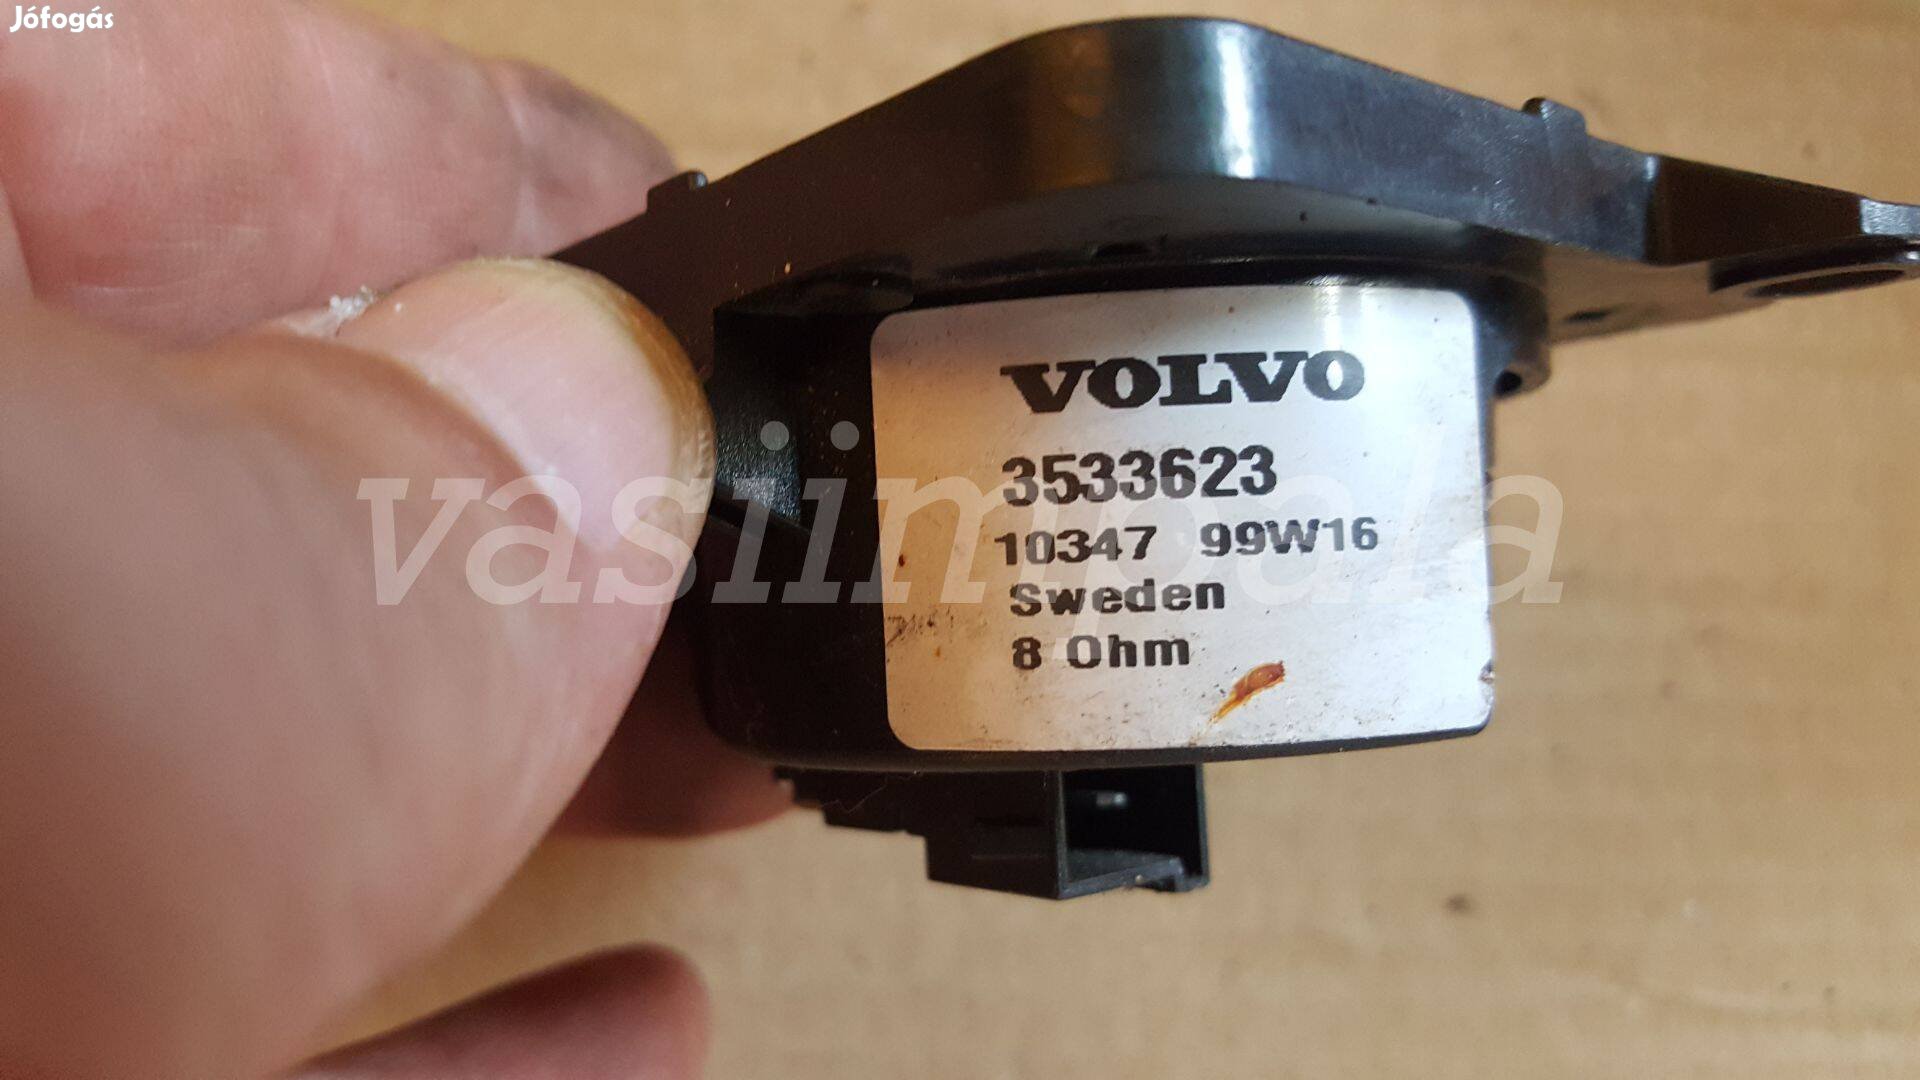 Jófogás
VOLVO
3533623
vasiimpala
10347 99W16
Sweden
8 Ohm